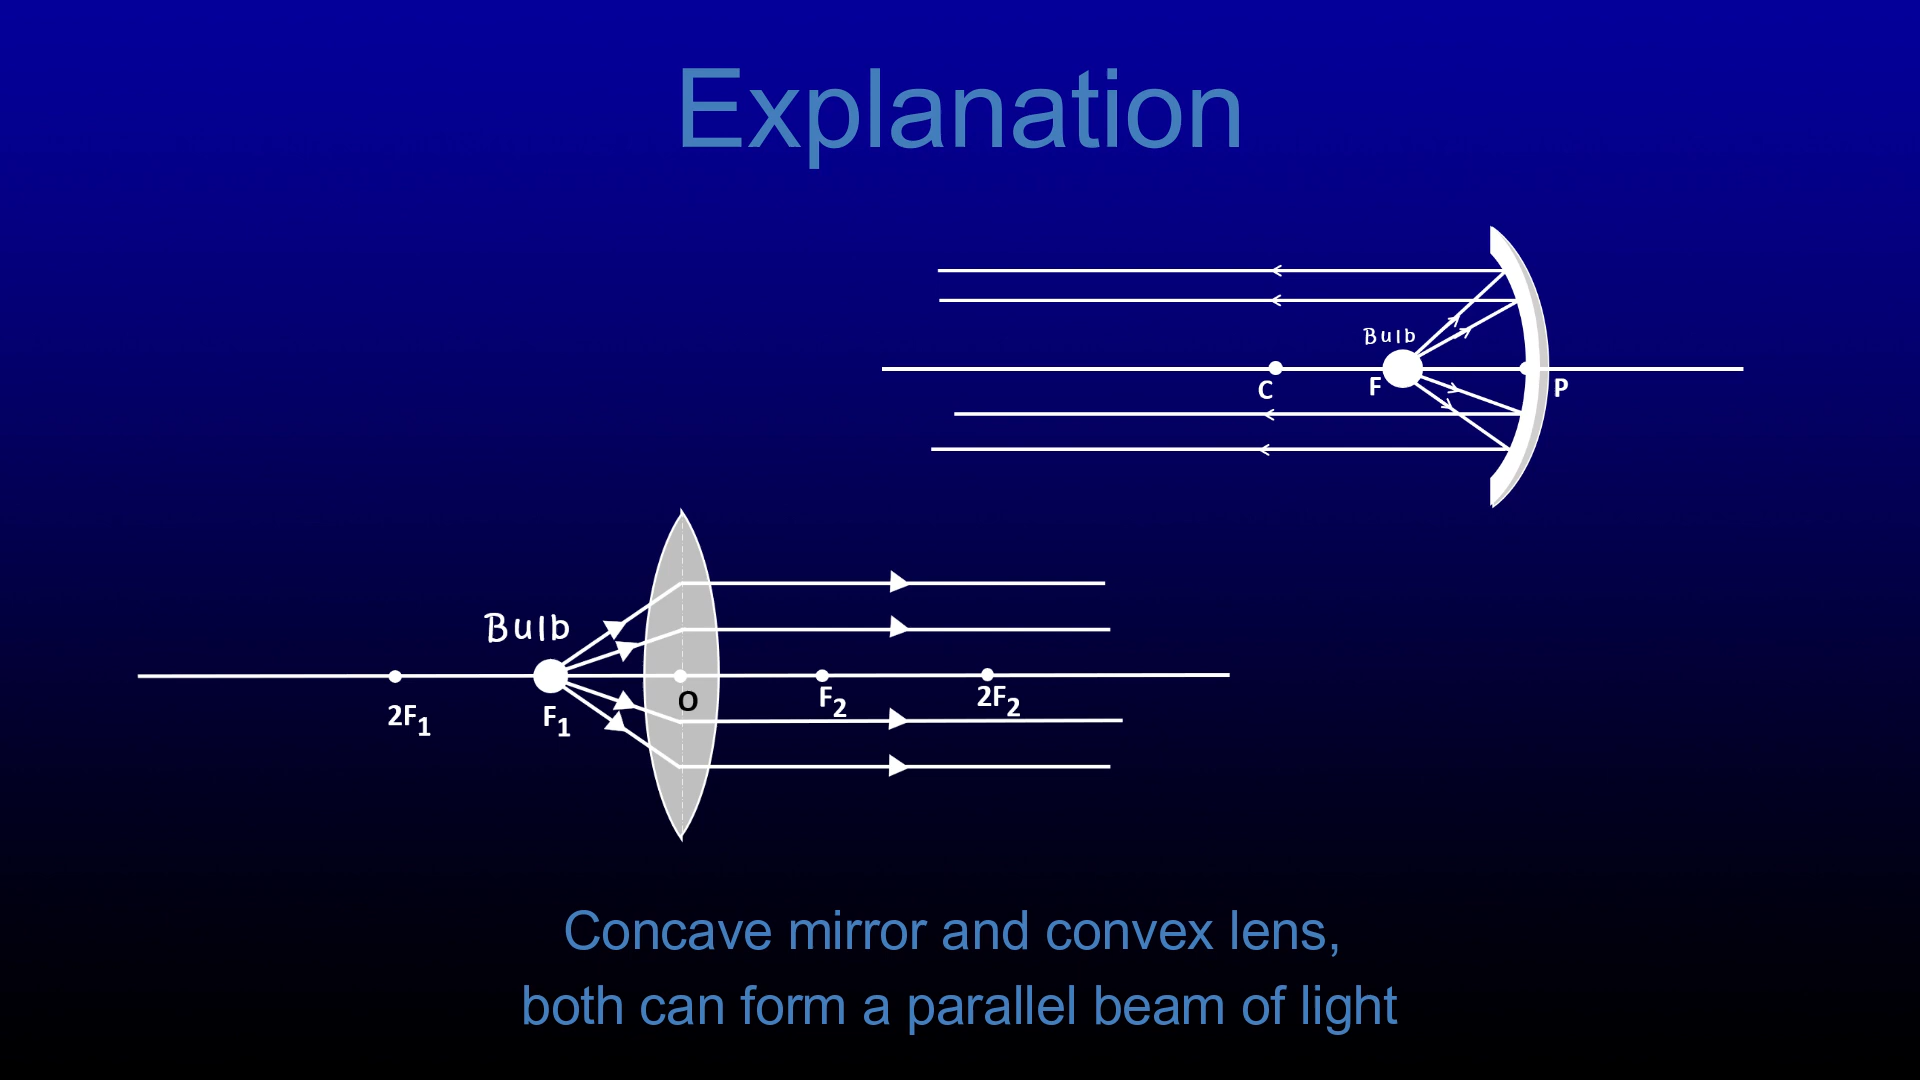 Explanation
Bulb
C
F
P
Bulb
2F₁
F₁
O
F₂
2F₂
Concave mirror and convex lens,
both can form a parallel beam of light